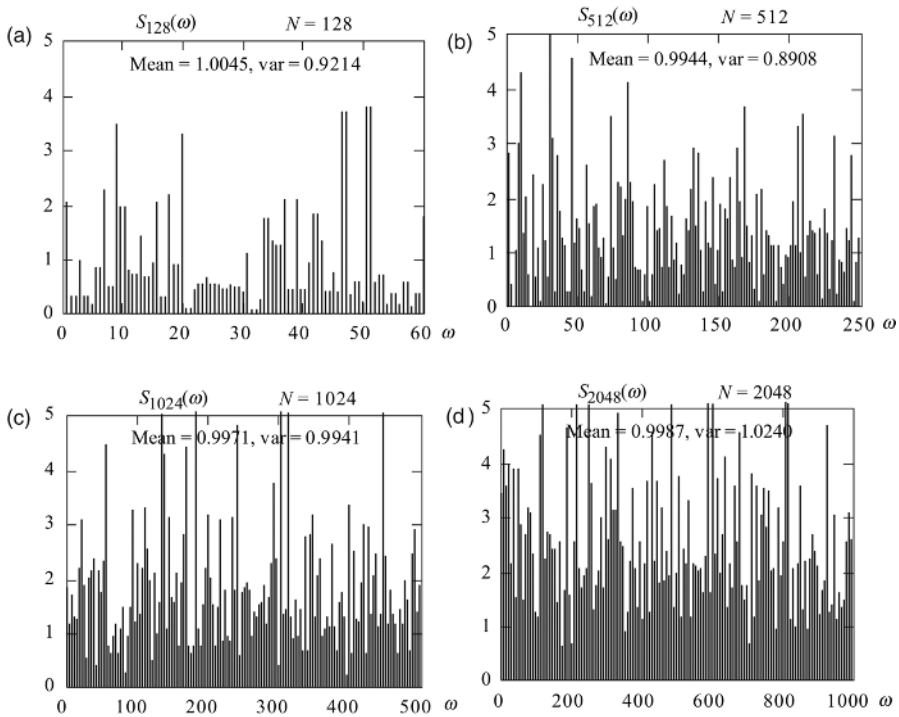 (a) S128(ω) N = 128
Mean = 1.0045, var = 0.9214
5
4
3
2
1
0
0 10 20 30 40 50 60 ω
(b) S512(ω) N = 512
Mean = 0.9944, var = 0.8908
5
4
3
2
1
0
0 50 100 150 200 250 ω
(c) S1024(ω) N = 1024
Mean = 0.9971, var = 0.9941
5
4
3
2
1
0
0 100 200 300 400 500 ω
(d) S2048(ω) N = 2048
Mean = 0.9987, var = 1.0240
5
4
3
2
1
0
0 200 400 600 800 1000 ω